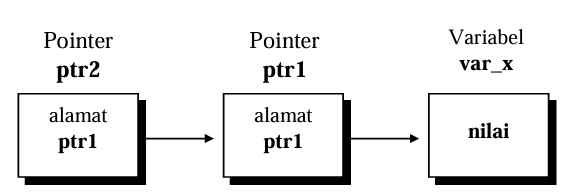 Pointer
ptr2
Pointer
ptr1
Variabel
var_x
alamat
ptr1
alamat
ptr1
nilai